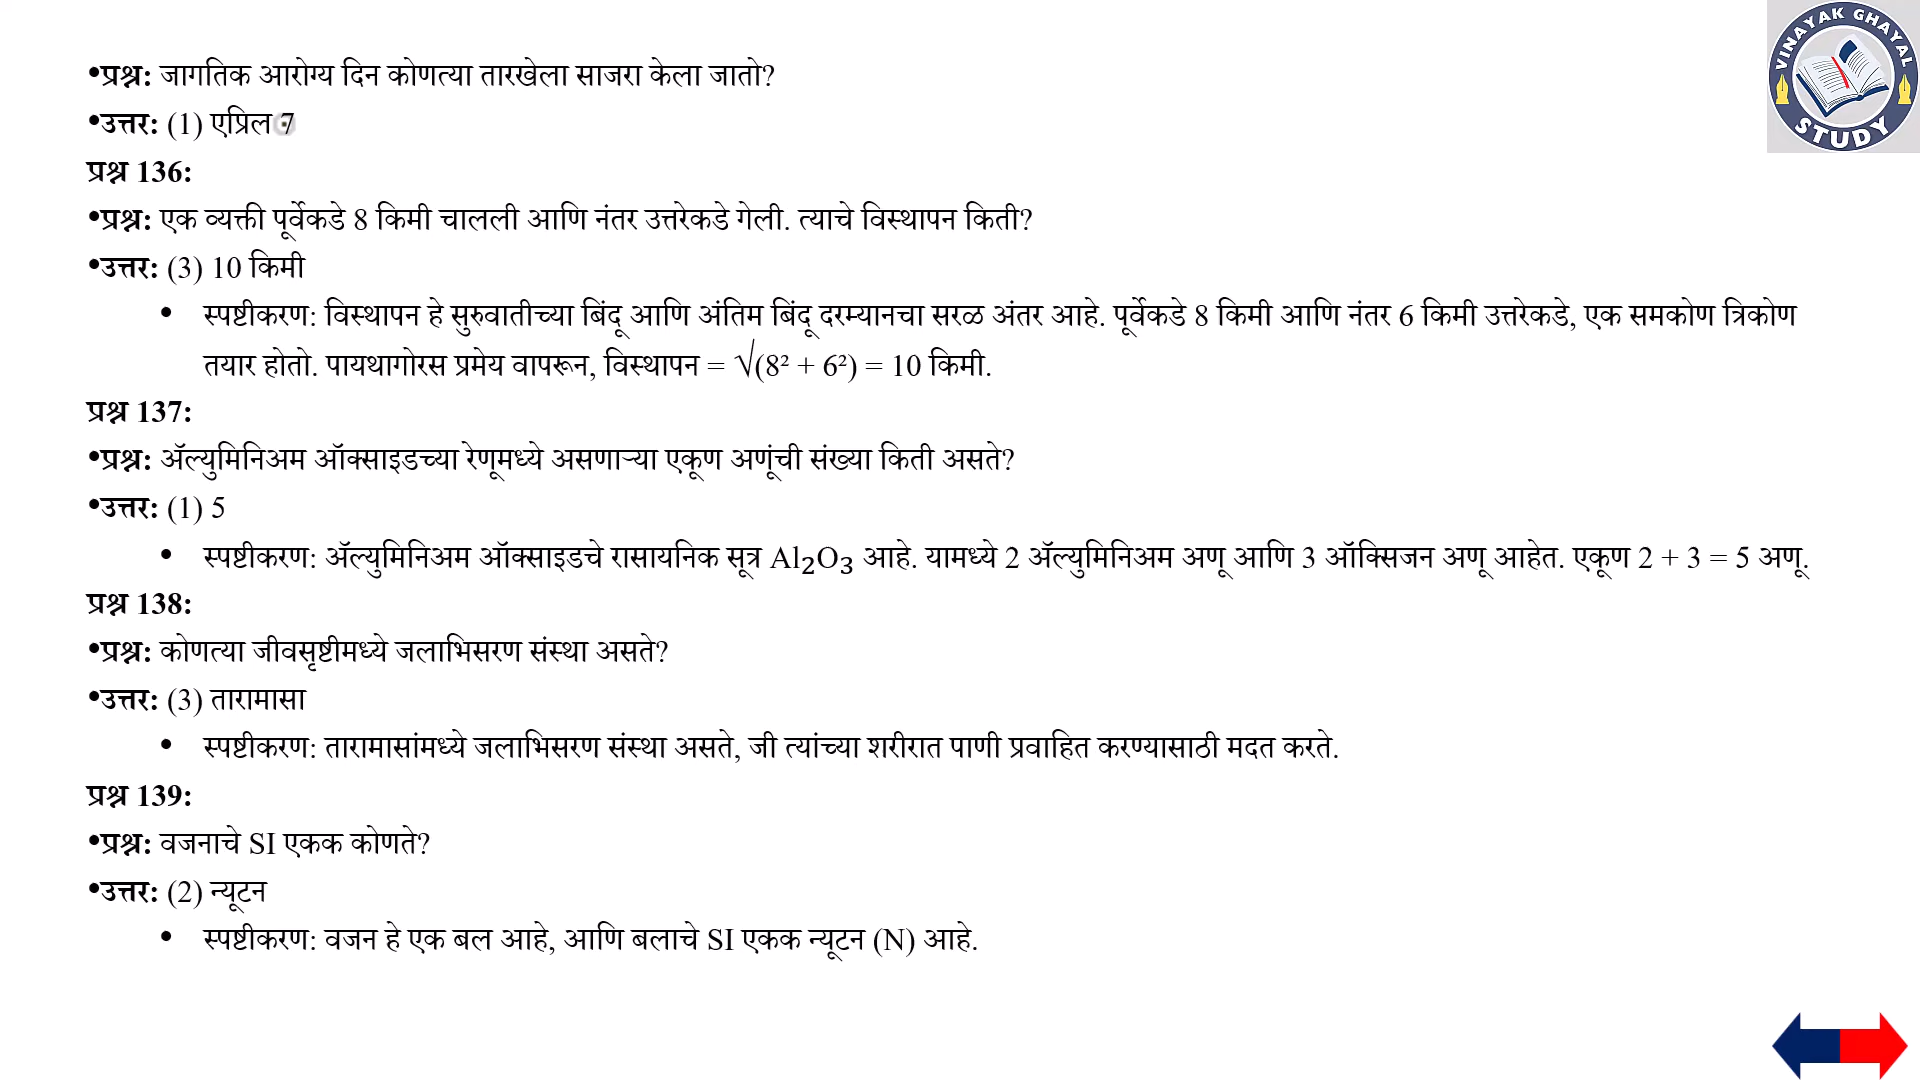 •प्रश्न: जागतिक आरोग्य दिन कोणत्या तारखेला साजरा केला जातो?
•उत्तर: (1) एप्रिल 7
प्रश्न 136:
•प्रश्न: एक व्यक्ती पूर्वेकडे 8 किमी चालली आणि नंतर उत्तरेकडे गेली. त्याचे विस्थापन किती?
•उत्तर: (3) 10 किमी
• स्पष्टीकरण: विस्थापन हे सुरुवातीच्या बिंदू आणि अंतिम बिंदू दरम्यानचा सरळ अंतर आहे. पूर्वेकडे 8 किमी आणि नंतर 6 किमी उत्तरेकडे, एक समकोण त्रिकोण
तयार होतो. पायथागोरस प्रमेय वापरून, विस्थापन = √(8² + 6²) = 10 किमी.
प्रश्न 137:
•प्रश्न: ॲल्युमिनिअम ऑक्साइडच्या रेणूमध्ये असणाऱ्या एकूण अणूंची संख्या किती असते?
•उत्तर: (1) 5
• स्पष्टीकरण: ॲल्युमिनिअम ऑक्साइडचे रासायनिक सूत्र Al₂O₃ आहे. यामध्ये 2 ॲल्युमिनिअम अणू आणि 3 ऑक्सिजन अणू आहेत. एकूण 2 + 3 = 5 अणू.
प्रश्न 138:
•प्रश्न: कोणत्या जीवसृष्टीमध्ये जलाभिसरण संस्था असते?
•उत्तर: (3) तारामासा
• स्पष्टीकरण: तारामासांमध्ये जलाभिसरण संस्था असते, जी त्यांच्या शरीरात पाणी प्रवाहित करण्यासाठी मदत करते.
प्रश्न 139:
•प्रश्न: वजनाचे SI एकक कोणते?
•उत्तर: (2) न्यूटन
• स्पष्टीकरण: वजन हे एक बल आहे, आणि बलाचे SI एकक न्यूटन (N) आहे.
VINAYAK GHAYAL
STUDY